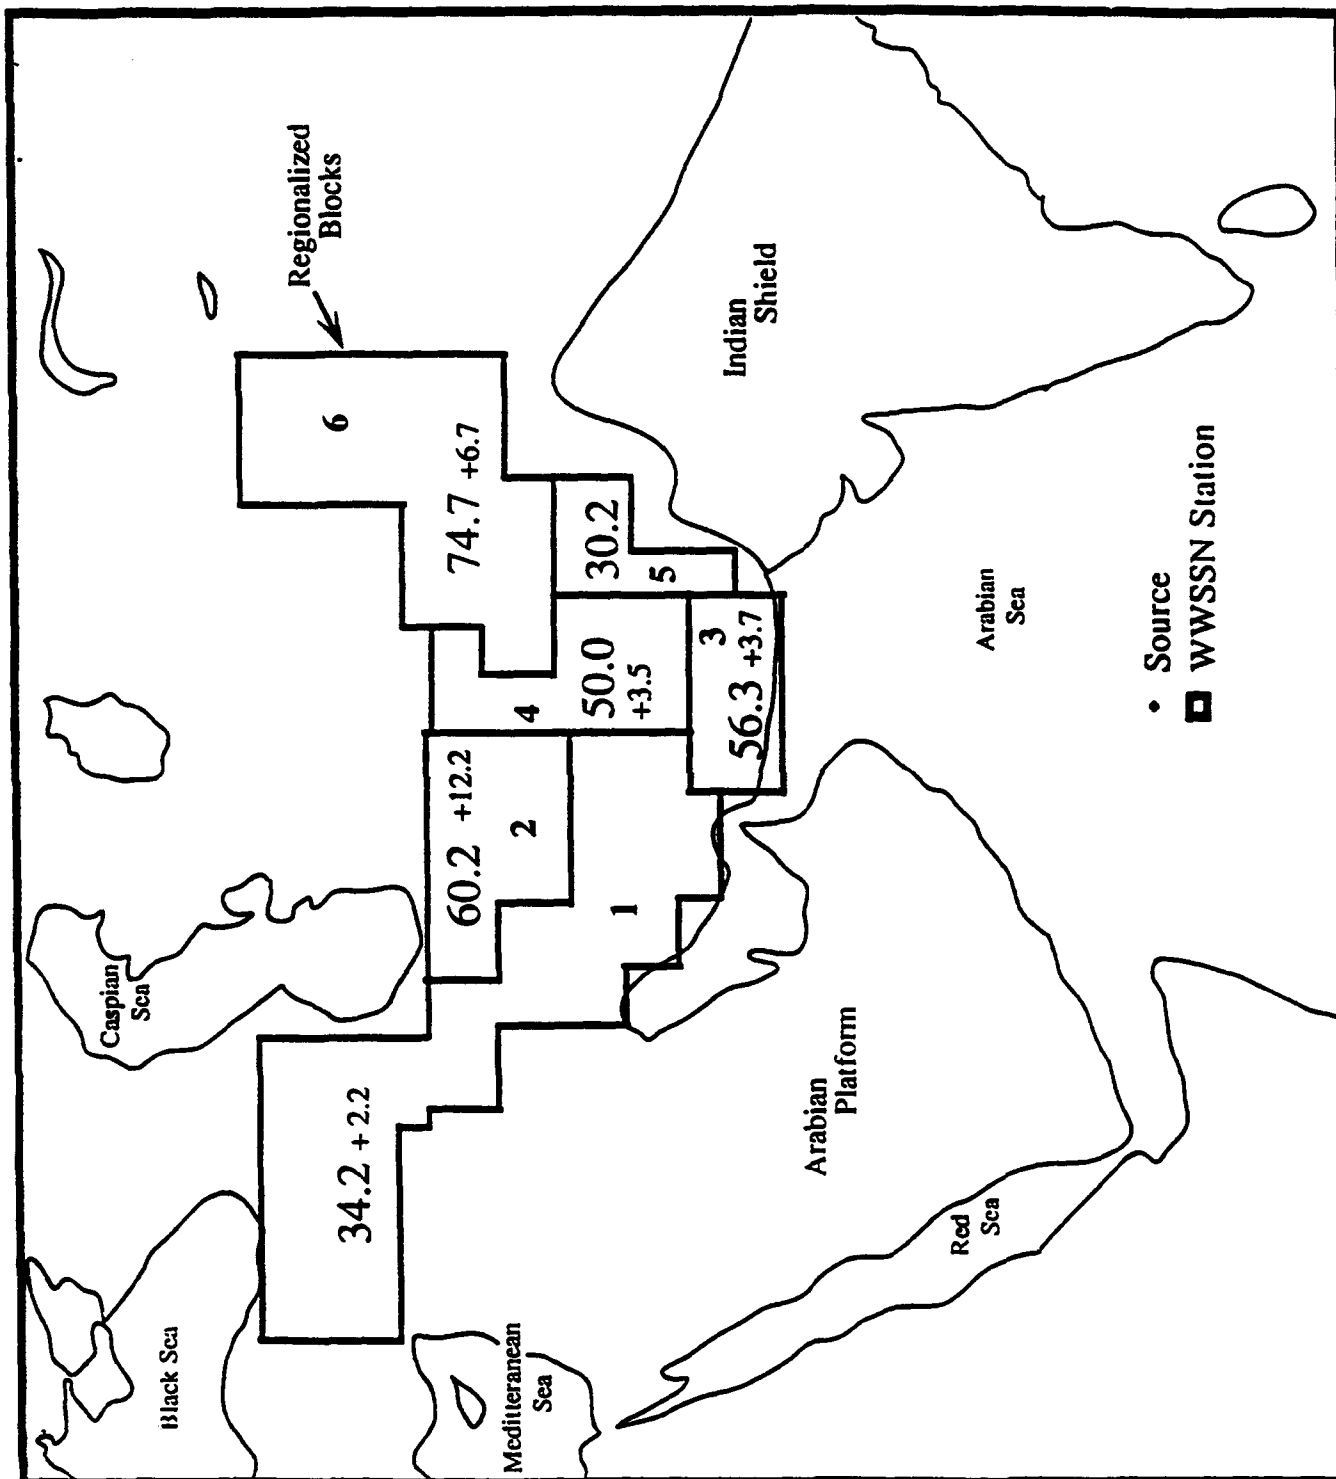 Black Sea
Caspian
Sea
Regionalized
Blocks
6
34.2 + 2.2
60.2 +12.2
2
74.7 +6.7
4
50.0
+3.5
30.2
5
1
3
56.3 +3.7
Mediterranean
Sea
Indian
Shield
Arabian
Platform
Red
Sea
Arabian
Sea
Source
WWSSN Station